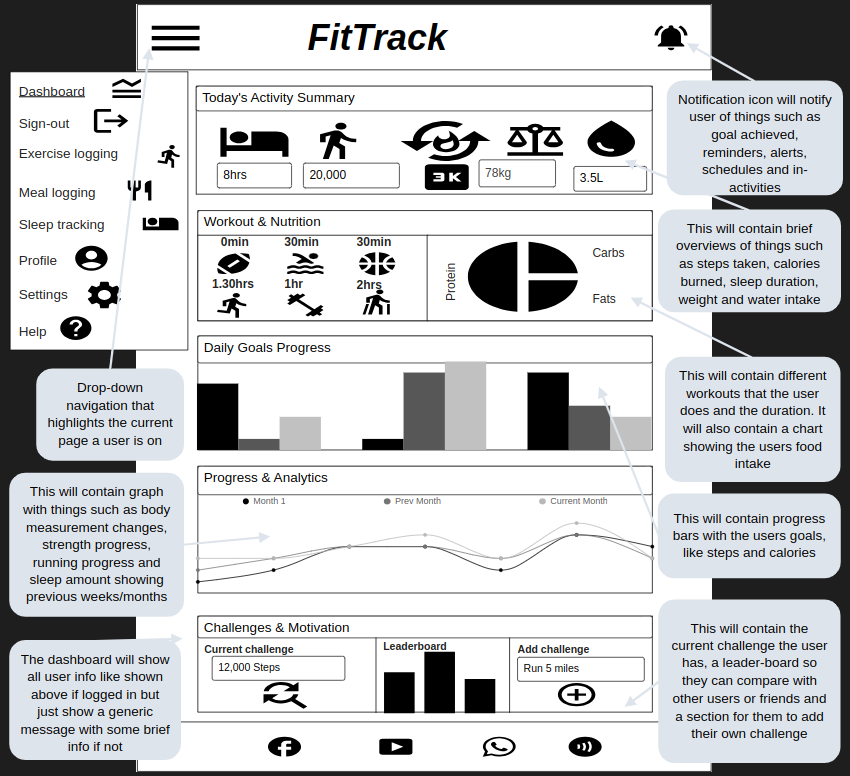 FitTrack
Dashboard
Sign-out
Exercise logging
Meal logging
Sleep tracking
Profile
Settings
Help
Today's Activity Summary
8hrs
20,000
3K
78kg
3.5L
Workout & Nutrition
0min
30min
30min
1.30hrs
1hr
2hrs
Protein
Carbs
Fats
Daily Goals Progress
Progress & Analytics
Month 1
Prev Month
Current Month
Challenges & Motivation
Current challenge
12,000 Steps
Leaderboard
Add challenge
Run 5 miles
Drop-down
navigation that
highlights the current
page a user is on
This will contain graph
with things such as body
measurement changes,
strength progress,
running progress and
sleep amount showing
previous weeks/months
The dashboard will show
all user info like shown
above if logged in but
just show a generic
message with some brief
info if not
Notification icon will notify
user of things such as
goal achieved,
reminders, alerts,
schedules and in-
activities
This will contain brief
overviews of things such
as steps taken, calories
burned, sleep duration,
weight and water intake
This will contain different
workouts that the user
does and the duration. It
will also contain a chart
showing the users food
intake
This will contain progress
bars with the users goals,
like steps and calories
This will contain the
current challenge the user
has, a leader-board so
they can compare with
other users or friends and
a section for them to add
their own challenge